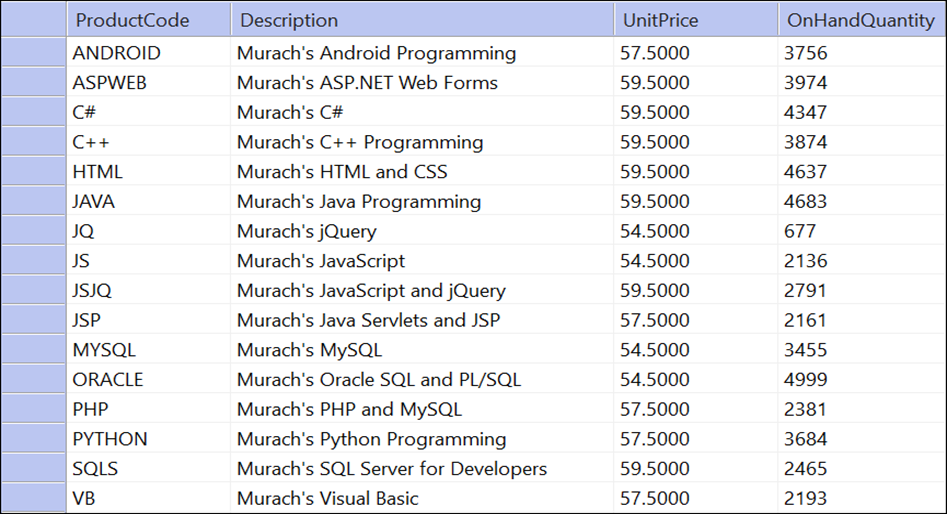 ProductCode Description UnitPrice OnHandQuantity
ANDROID Murach's Android Programming 57.5000 3756
ASPWEB Murach's ASP.NET Web Forms 59.5000 3974
C# Murach's C# 59.5000 4347
C++ Murach's C++ Programming 59.5000 3874
HTML Murach's HTML and CSS 59.5000 4637
JAVA Murach's Java Programming 59.5000 4683
JQ Murach's jQuery 54.5000 677
JS Murach's JavaScript 54.5000 2136
JSJQ Murach's JavaScript and jQuery 59.5000 2791
JSP Murach's Java Servlets and JSP 57.5000 2161
MYSQL Murach's MySQL 54.5000 3455
ORACLE Murach's Oracle SQL and PL/SQL 54.5000 4999
PHP Murach's PHP and MySQL 57.5000 2381
PYTHON Murach's Python Programming 57.5000 3684
SQLS Murach's SQL Server for Developers 59.5000 2465
VB Murach's Visual Basic 57.5000 2193